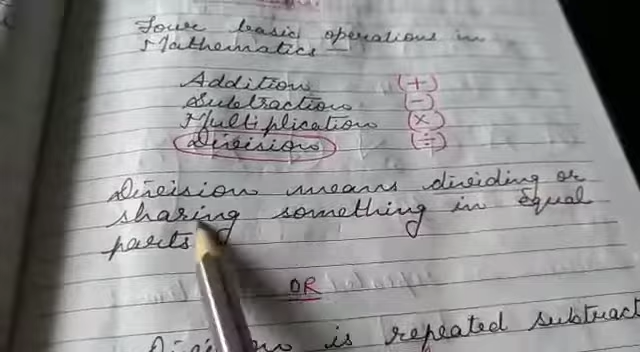 Four basic operations in
Mathematics
Addition (+)
Subtraction (-)
Multiplication (×)
Division (÷)
Division means dividing or
sharing something in equal
parts
OR
Division is repeated subtract